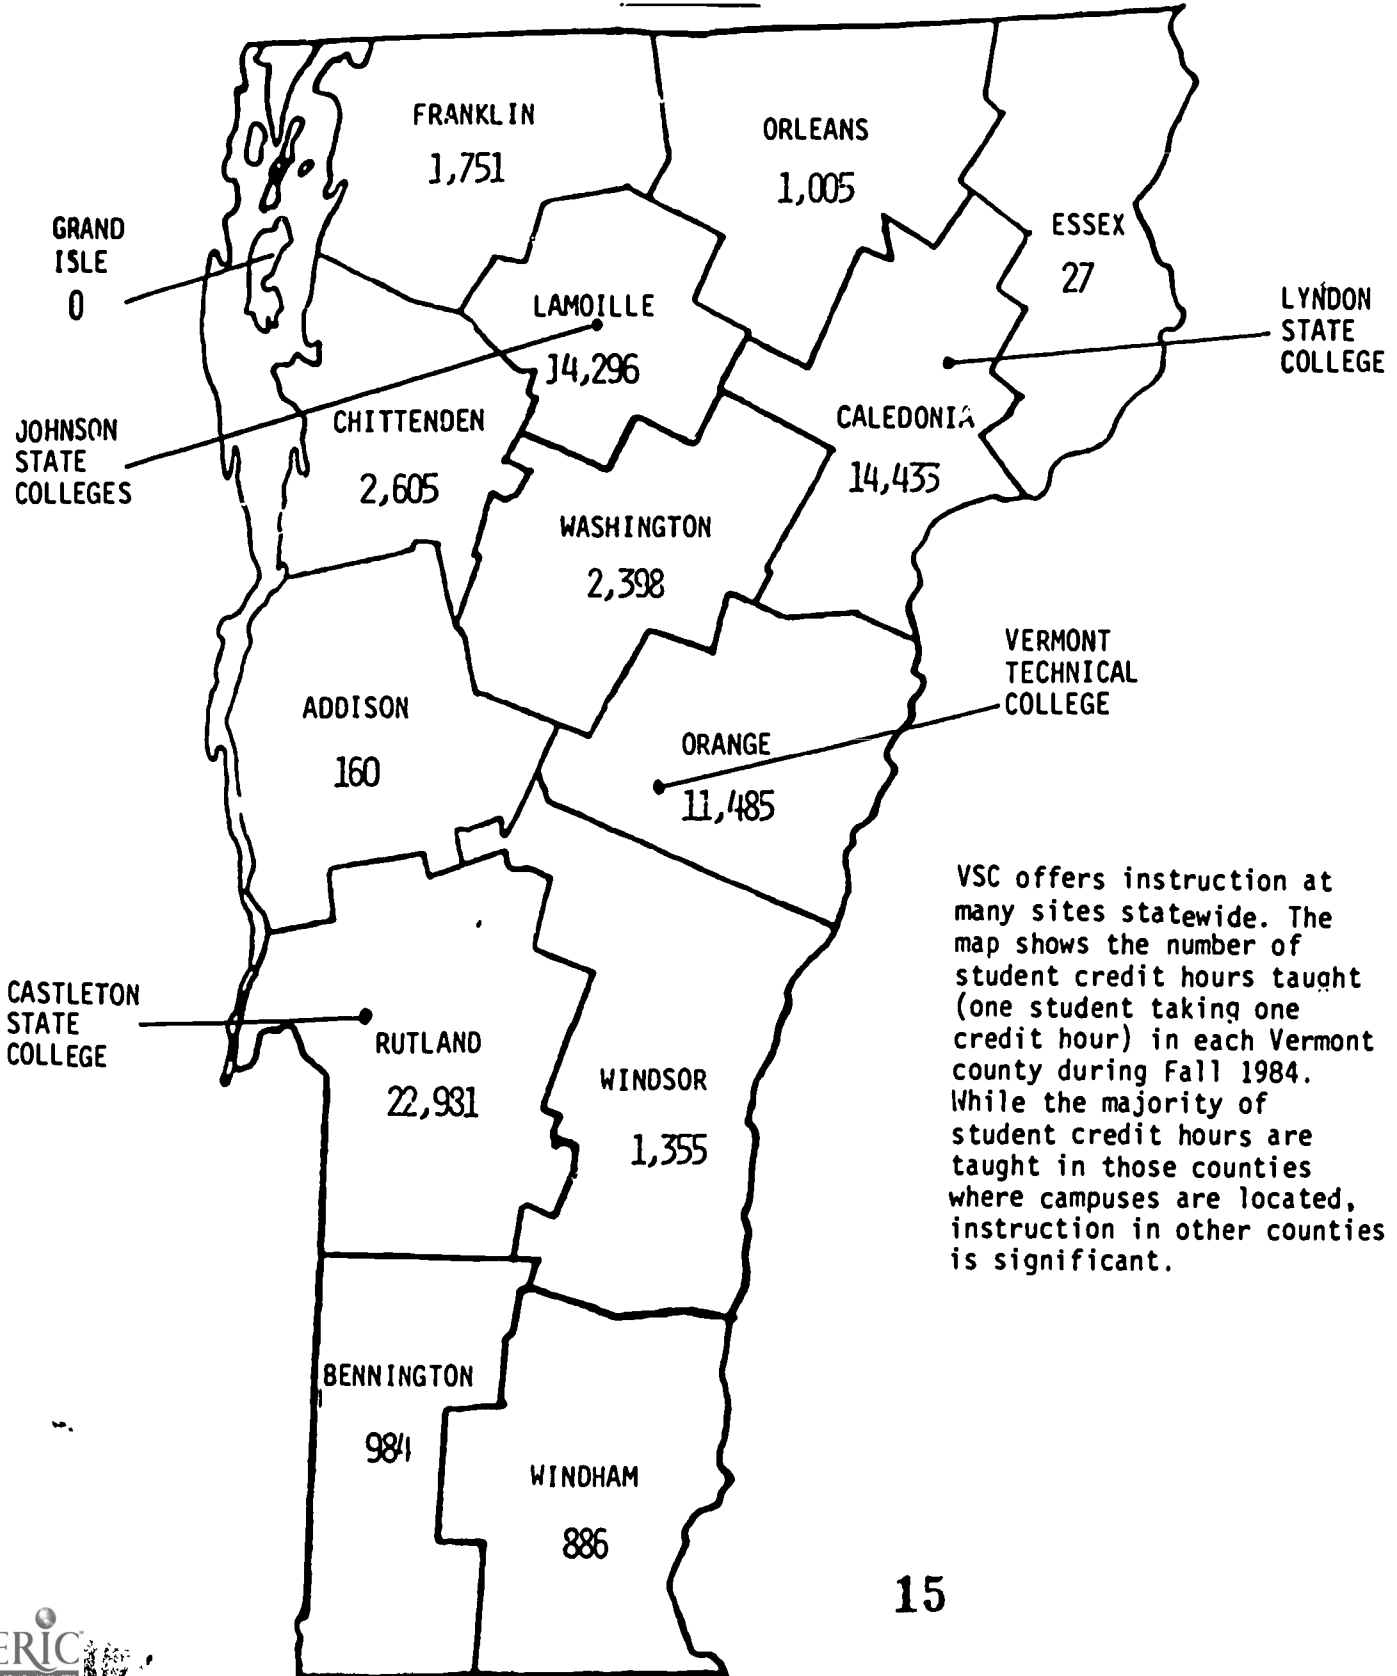 FRANKLIN
1,751
ORLEANS
1,005
ESSEX
27
GRAND
ISLE
0
LAMOILLE
14,296
LYNDON
STATE
COLLEGE
JOHNSON
STATE
COLLEGES
CHITTENDEN
2,605
CALEDONIA
14,435
WASHINGTON
2,398
VERMONT
TECHNICAL
COLLEGE
ADDISON
160
ORANGE
11,485
VSC offers instruction at
many sites statewide. The
map shows the number of
student credit hours taught
(one student taking one
credit hour) in each Vermont
county during Fall 1984.
While the majority of
student credit hours are
taught in those counties
where campuses are located,
instruction in other counties
is significant.
CASTLETON
STATE
COLLEGE
RUTLAND
22,931
WINDSOR
1,355
BENNINGTON
984
WINDHAM
886
15
ERIC